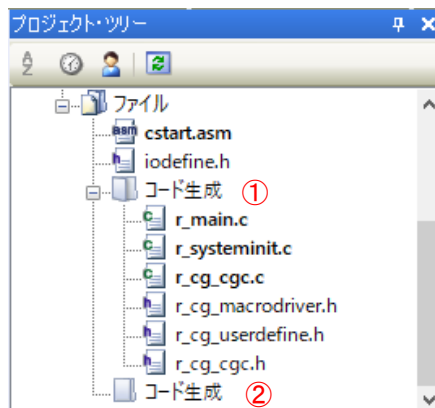 プロジェクト・ツリー
ファイル
asm cstart.asm
h iodefine.h
コード生成 ①
c r_main.c
c r_systeminit.c
c r_cg_cgc.c
h r_cg_macrodriver.h
h r_cg_userdefine.h
h r_cg_cgc.h
コード生成 ②